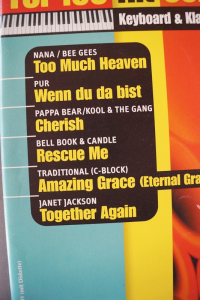 Keyboard & Kla
NANA / BEE GEES
Too Much Heaven
PUR
Wenn du da bist
PAPPA BEAR/KOOL & THE GANG
Cherish
BELL BOOK & CANDLE
Rescue Me
TRADITIONAL (C-BLOCK)
Amazing Grace (Eternal Gra
JANET JACKSON
Together Again